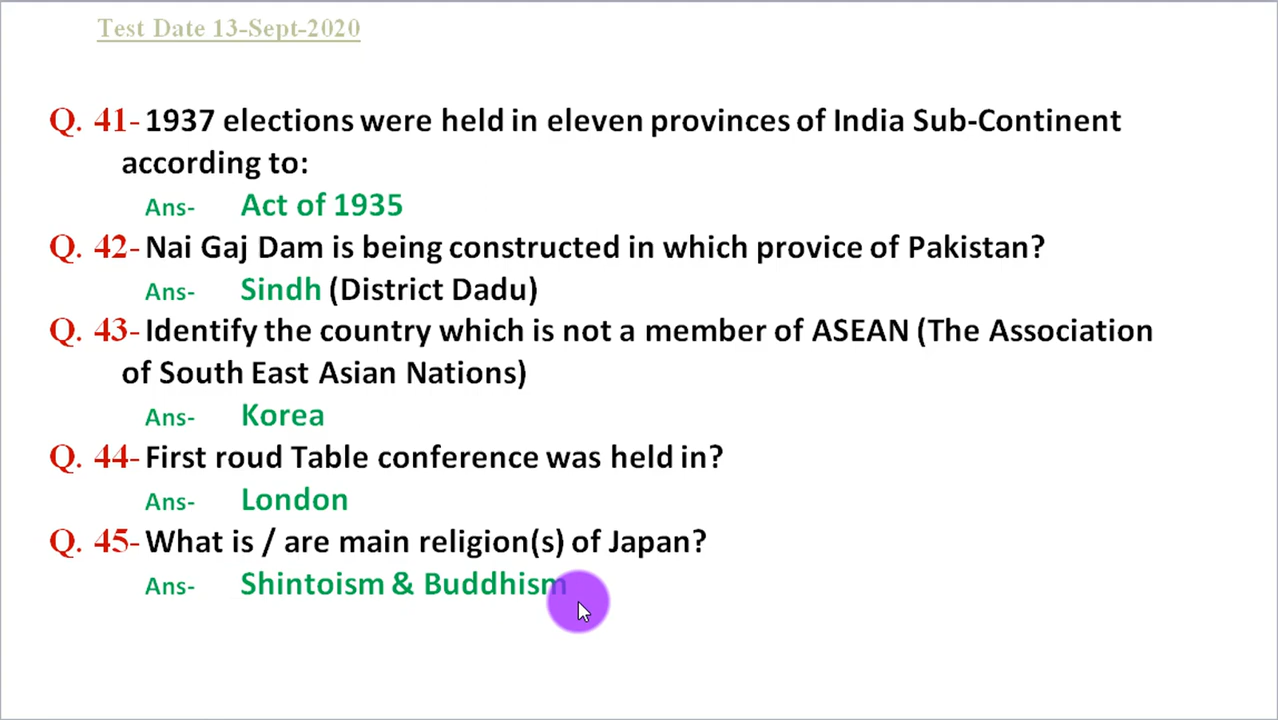 Test Date 13-Sept-2020
Q. 41- 1937 elections were held in eleven provinces of India Sub-Continent
according to:
Ans- Act of 1935
Q. 42- Nai Gaj Dam is being constructed in which provice of Pakistan?
Ans- Sindh (District Dadu)
Q. 43- Identify the country which is not a member of ASEAN (The Association
of South East Asian Nations)
Ans- Korea
Q. 44- First roud Table conference was held in?
Ans- London
Q. 45- What is / are main religion(s) of Japan?
Ans- Shintoism & Buddhism